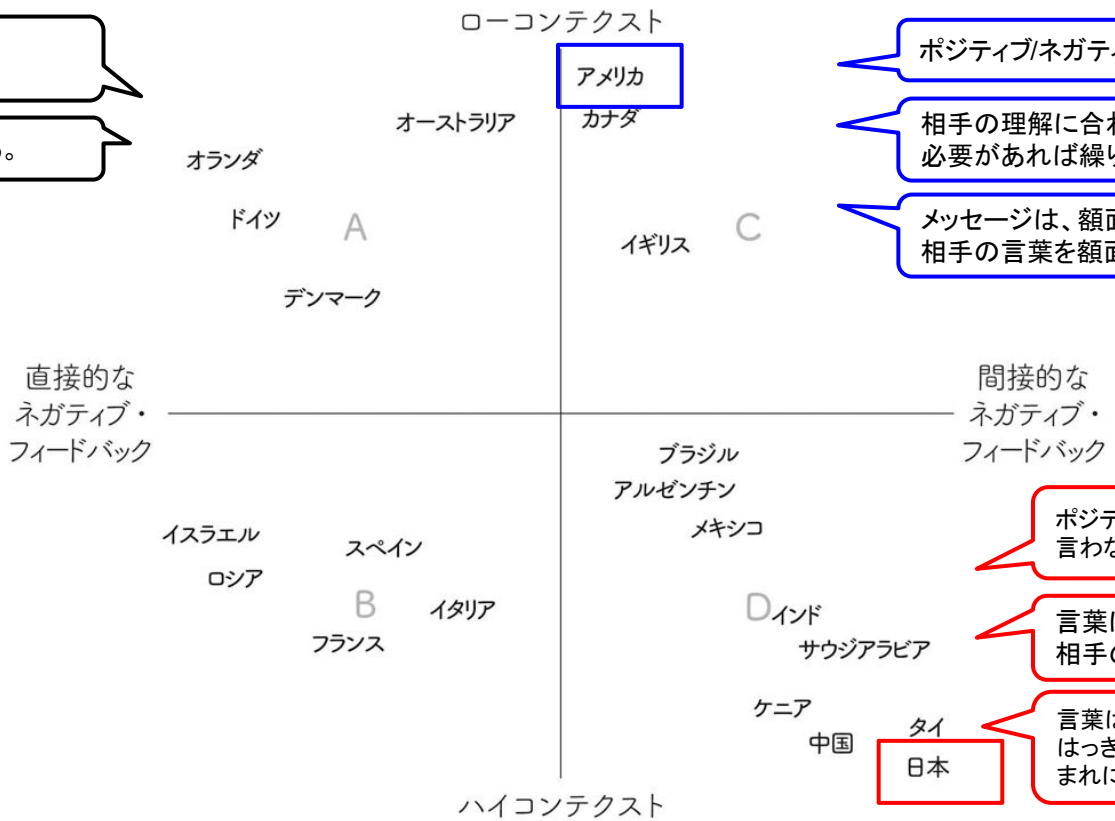 ローコンテクスト
アメリカ
カナダ
オーストラリア
オランダ
ドイツ
A
デンマーク
イギリス
C
。
ポジティブ/ネガティ
相手の理解に合わ
必要があれば繰り
メッセージは、額面
相手の言葉を額面
直接的な
ネガティブ・
フィードバック
間接的な
ネガティブ・
フィードバック
ブラジル
アルゼンチン
メキシコ
イスラエル
スペイン
ロシア
B
イタリア
フランス
D
インド
サウジアラビア
ケニア
中国
タイ
日本
ポジテ
言わな
言葉は
相手の
言葉は
はっき
まれに
ハイコンテクスト